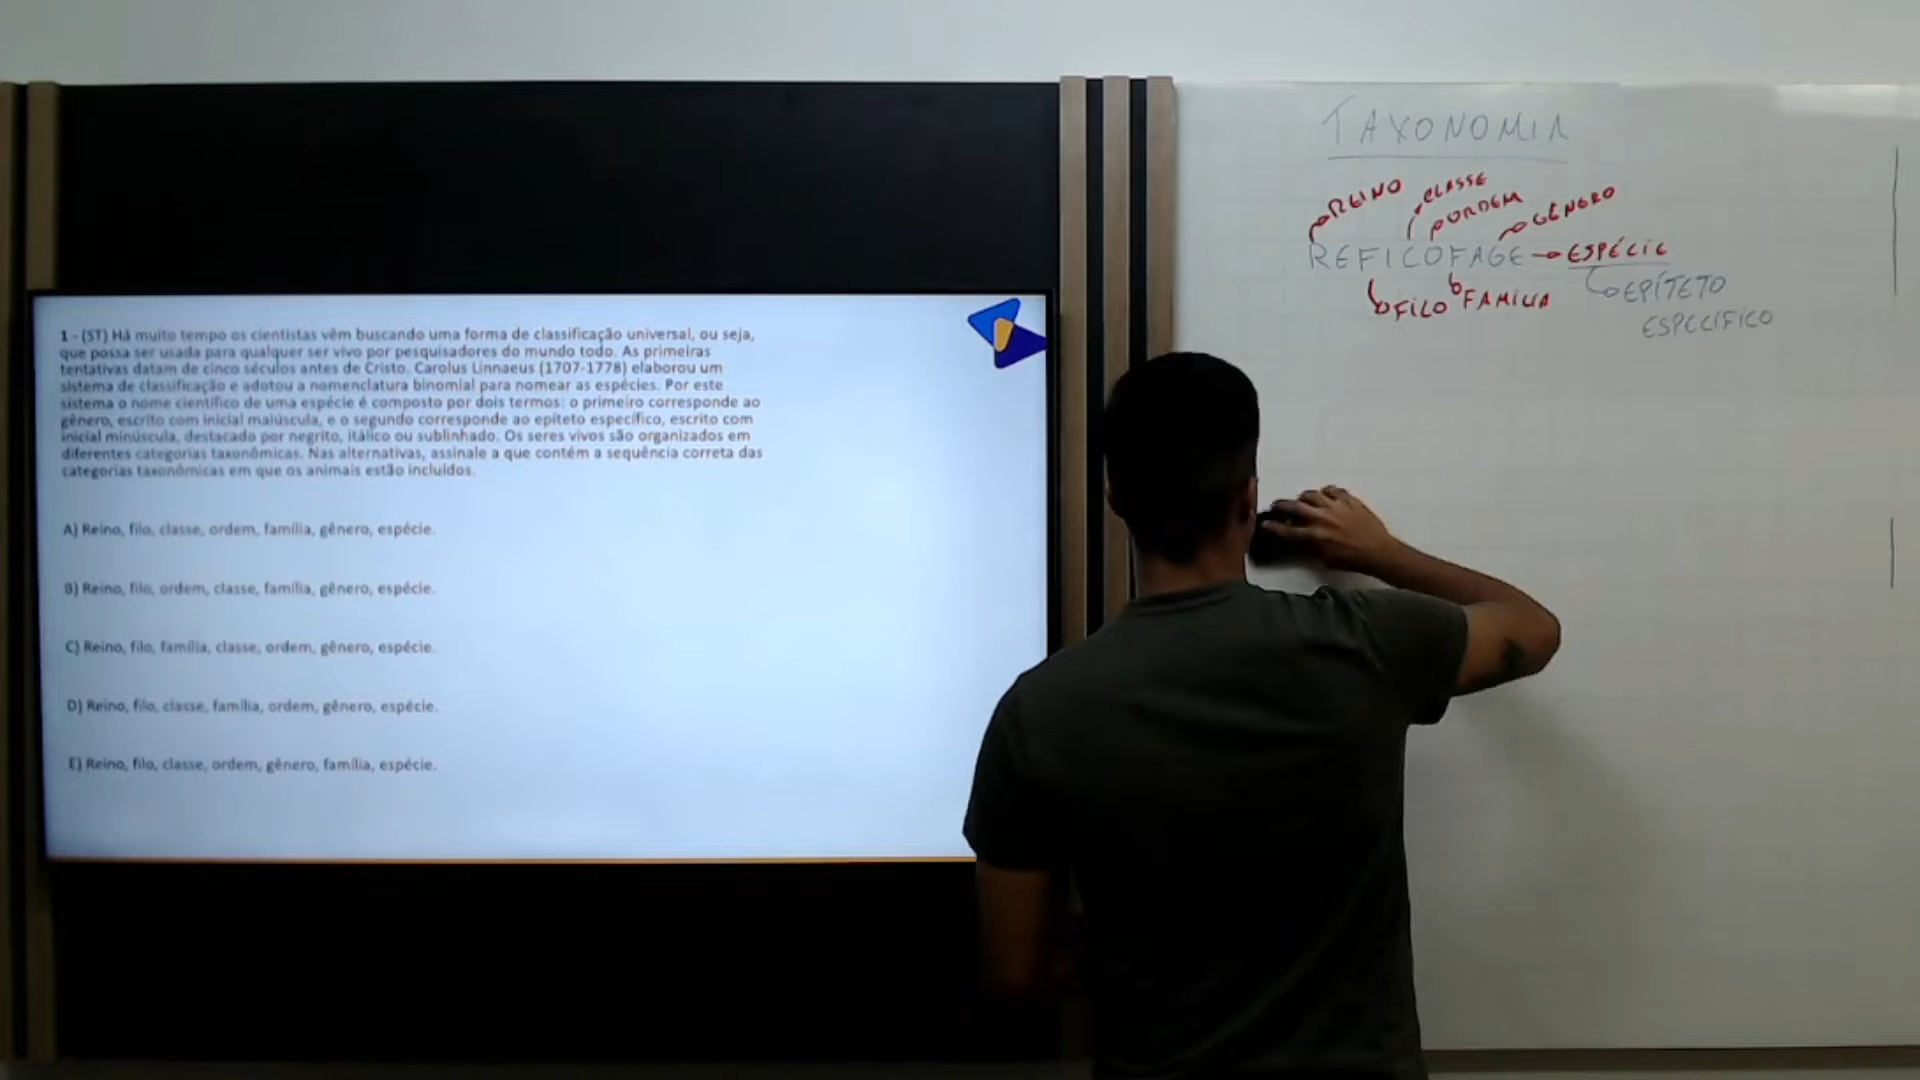 1 - (ST) Há muito tempo os cientistas vêm buscando uma forma de classificação universal, ou seja,
que possa ser usada para qualquer ser vivo por pesquisadores do mundo todo. As primeiras
tentativas datam de cinco séculos antes de Cristo. Carolus Linnaeus (1707-1778) elaborou um
sistema de classificação e adotou a nomenclatura binomial para nomear as espécies. Por este
sistema o nome científico de uma espécie é composto por dois termos: o primeiro corresponde ao
gênero, escrito com inicial maiúscula, e o segundo corresponde ao epíteto específico, escrito com
inicial minúscula, destacado por negrito, itálico ou sublinhado. Os seres vivos são organizados em
diferentes categorias taxonômicas. Nas alternativas, assinale a que contém a sequência correta das
categorias taxonômicas em que os animais estão incluídos.
A) Reino, filo, classe, ordem, família, gênero, espécie.
B) Reino, filo, ordem, classe, família, gênero, espécie.
C) Reino, filo, família, classe, ordem, gênero, espécie.
D) Reino, filo, classe, família, ordem, gênero, espécie.
E) Reino, filo, classe, ordem, gênero, família, espécie.
TAXONOMIA
REINO CLASSE
ORDEM GÊNERO
REFICOFAGE → ESPÉCIE
FILO FAMILIA EPÍTETO
ESPECÍFICO